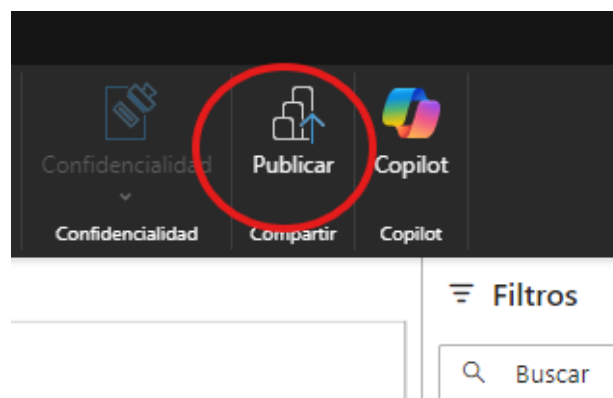 Confidencialidad
Publicar
Copilot
Confidencialidad
Compartir
Copilot
Filtros
Buscar